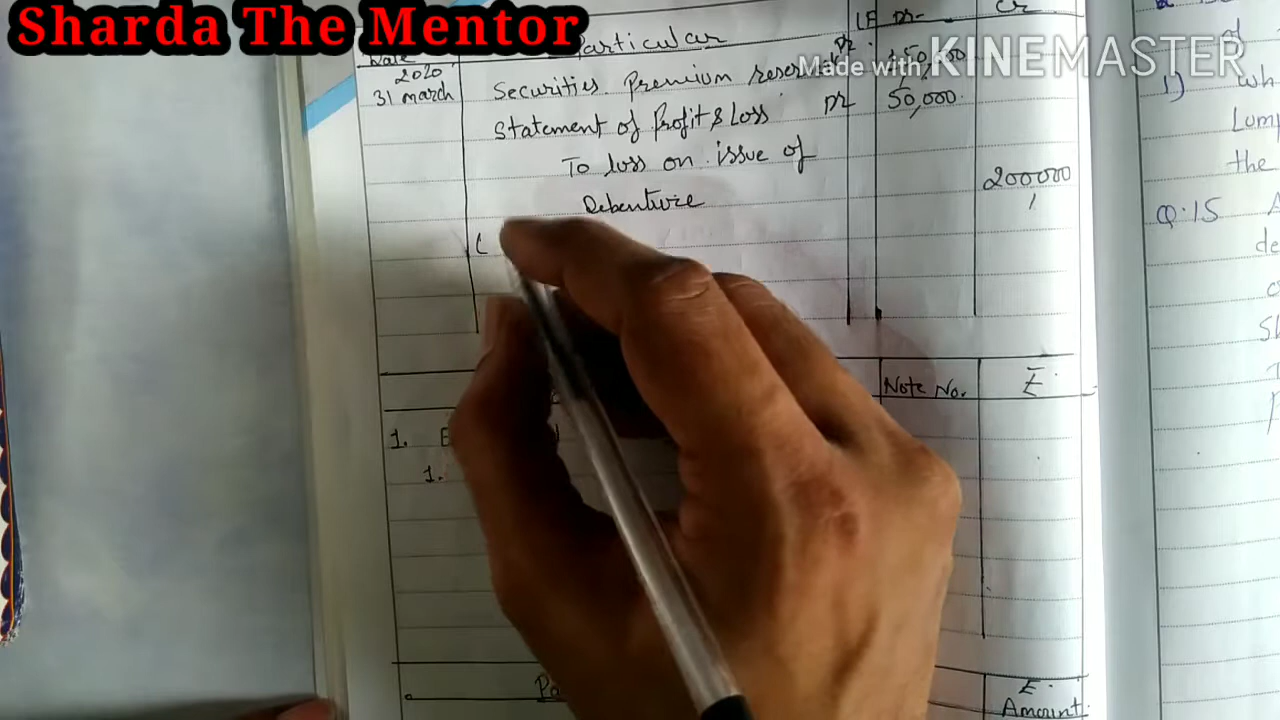 Sharda The Mentor
Made with KINEMASTER
Date Particular LF Dr- Cr
2020
31 march Securities Premium reserve Dr 1,50,000
Statement of Profit & Loss Dr 50,000
To loss on issue of
Debenture 200000
(
Note No. ₹
1. E
1.
₹
Amount
1) Wh
Lump
the
Q.15
de